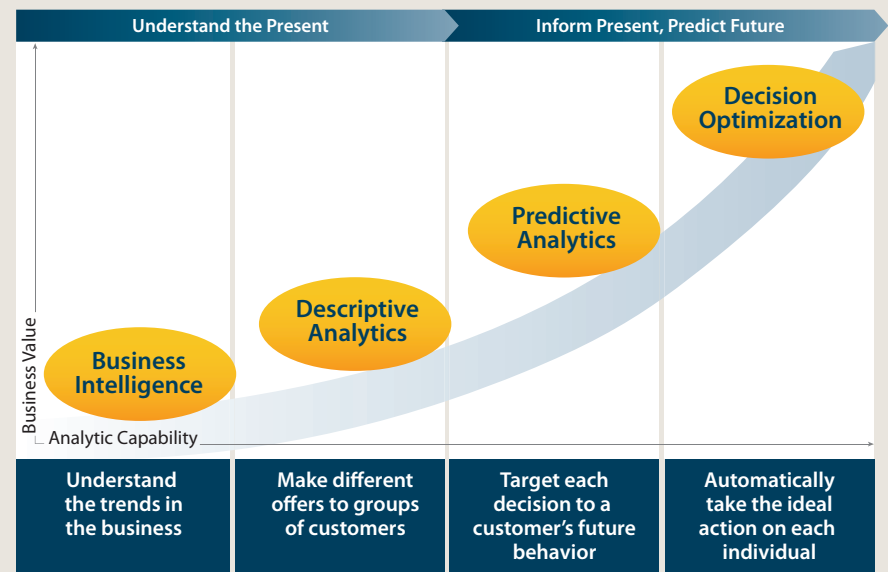 Understand the Present
Inform Present, Predict Future
Decision
Optimization
Predictive
Analytics
Descriptive
Analytics
Business
Intelligence
Business Value
Analytic Capability
Understand
the trends in
the business
Make different
offers to groups
of customers
Target each
decision to a
customer’s future
behavior
Automatically
take the ideal
action on each
individual